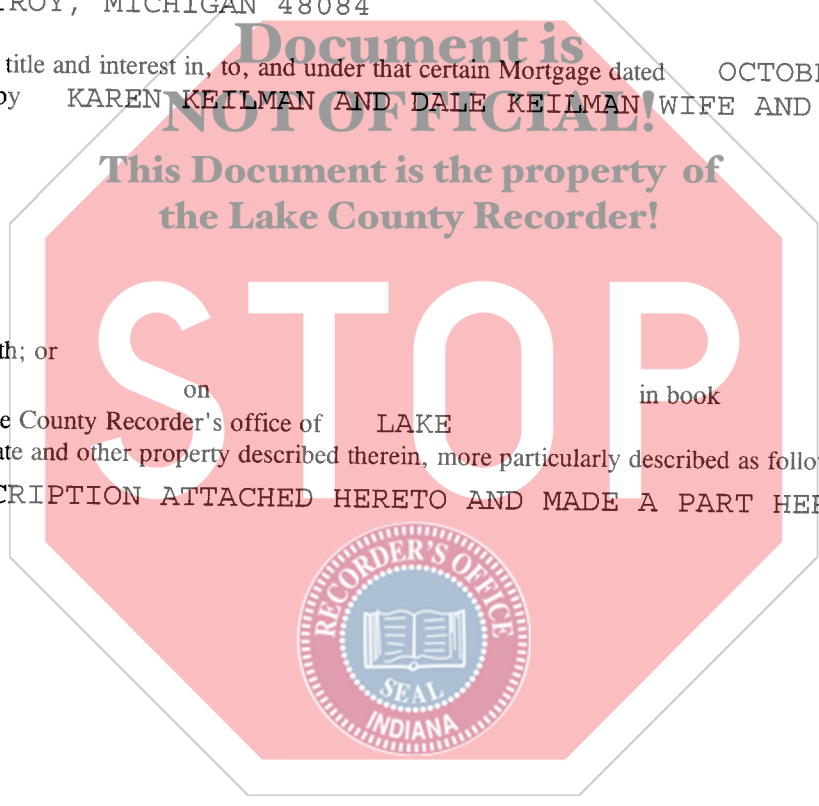 TROY, MICHIGAN 48084
Document is
title and interest in, to, and under that certain Mortgage dated OCTOBE
by KAREN KEILMAN AND DALE KEILMAN WIFE AND
NOT OFFICIAL!
This Document is the property of
the Lake County Recorder!
STOP
th; or
on in book
e County Recorder's office of LAKE
ate and other property described therein, more particularly described as follo
CRIPTION ATTACHED HERETO AND MADE A PART HER
RECORDER'S OFFICE
SEAL
INDIANA